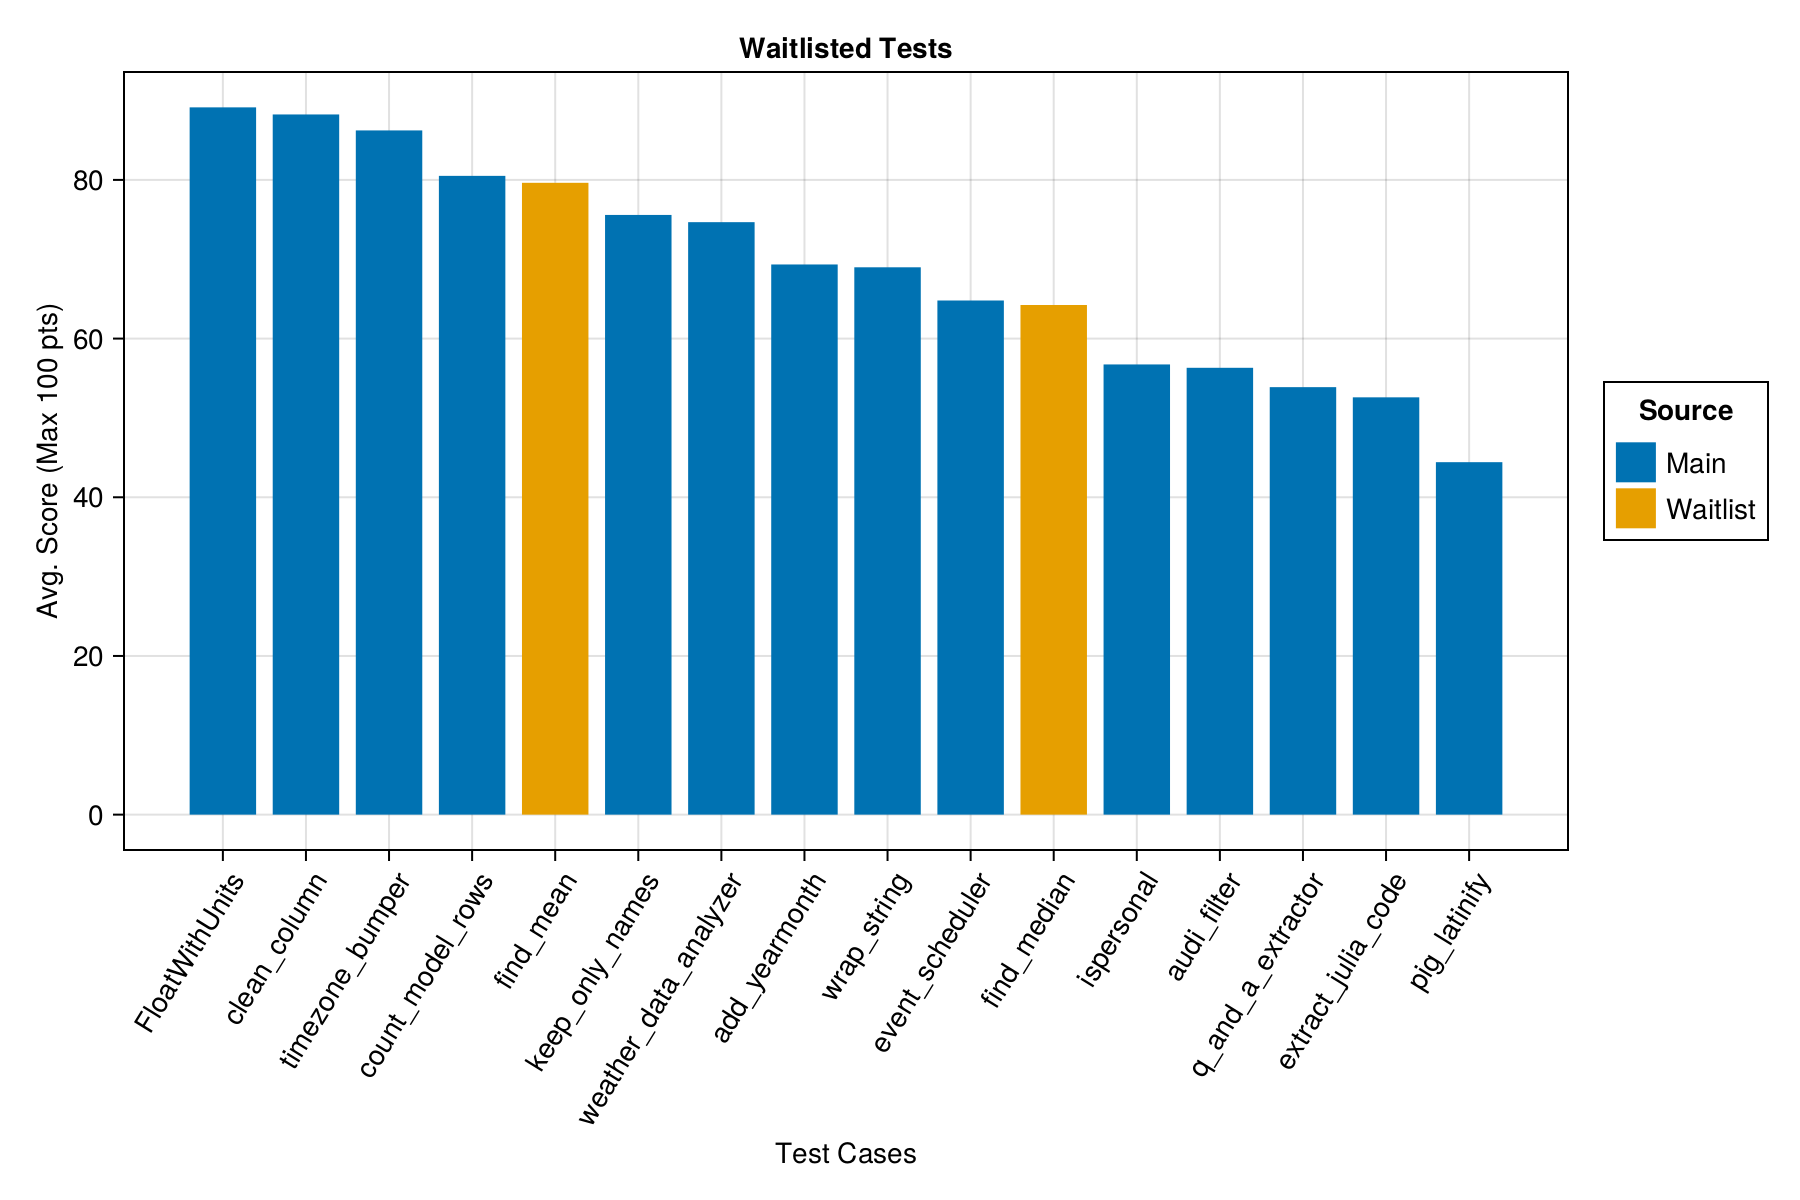 Waitlisted Tests
Avg. Score (Max 100 pts)
80
60
40
20
0
FloatWithUnits
clean_column
timezone_bumper
count_model_rows
find_mean
keep_only_names
weather_data_analyzer
add_yearmonth
wrap_string
event_scheduler
find_median
ispersonal
audi_filter
q_and_a_extractor
extract_julia_code
pig_latinify
Test Cases
Source
Main
Waitlist